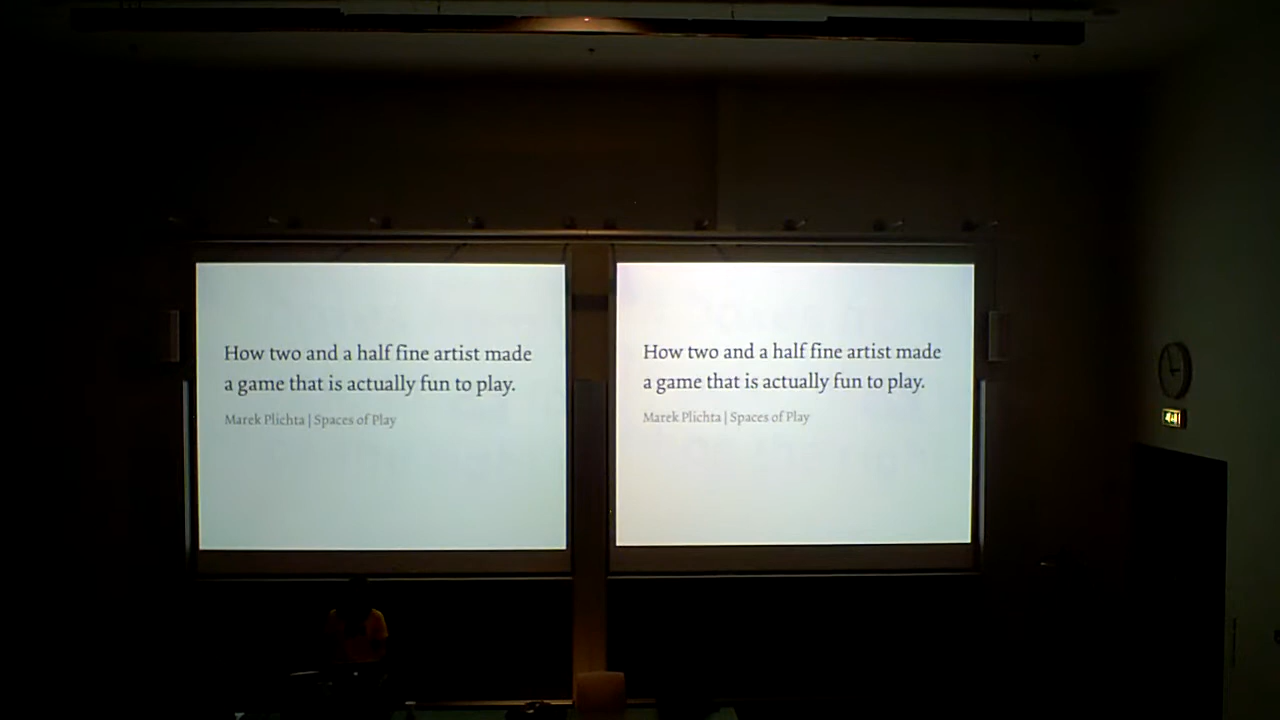 How two and a half fine artist made
a game that is actually fun to play.
Marek Plichta | Spaces of Play
How two and a half fine artist made
a game that is actually fun to play.
Marek Plichta | Spaces of Play